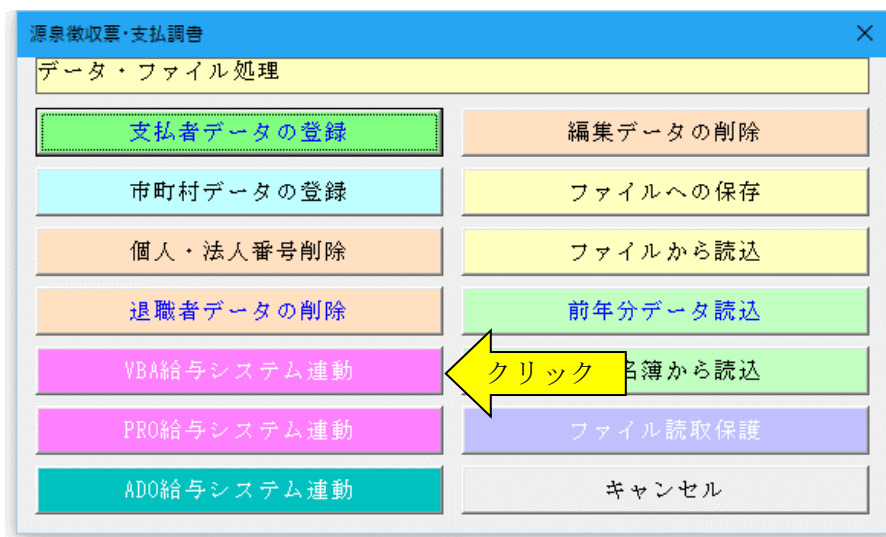 源泉徴収票・支払調書
データ・ファイル処理
支払者データの登録 編集データの削除
市町村データの登録 ファイルへの保存
個人・法人番号削除 ファイルから読込
退職者データの削除 前年分データ読込
VBA給与システム連動 クリック 名簿から読込
PRO給与システム連動 ファイル読取保護
ADO給与システム連動 キャンセル